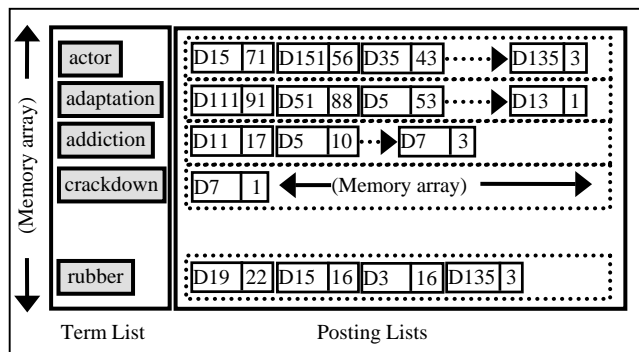 actor D15 71 D151 56 D35 43 D135 3
adaptation D111 91 D51 88 D5 53 D13 1
addiction D11 17 D5 10 D7 3
crackdown D7 1 (Memory array)
rubber D19 22 D15 16 D3 16 D135 3
(Memory array)
Term List Posting Lists